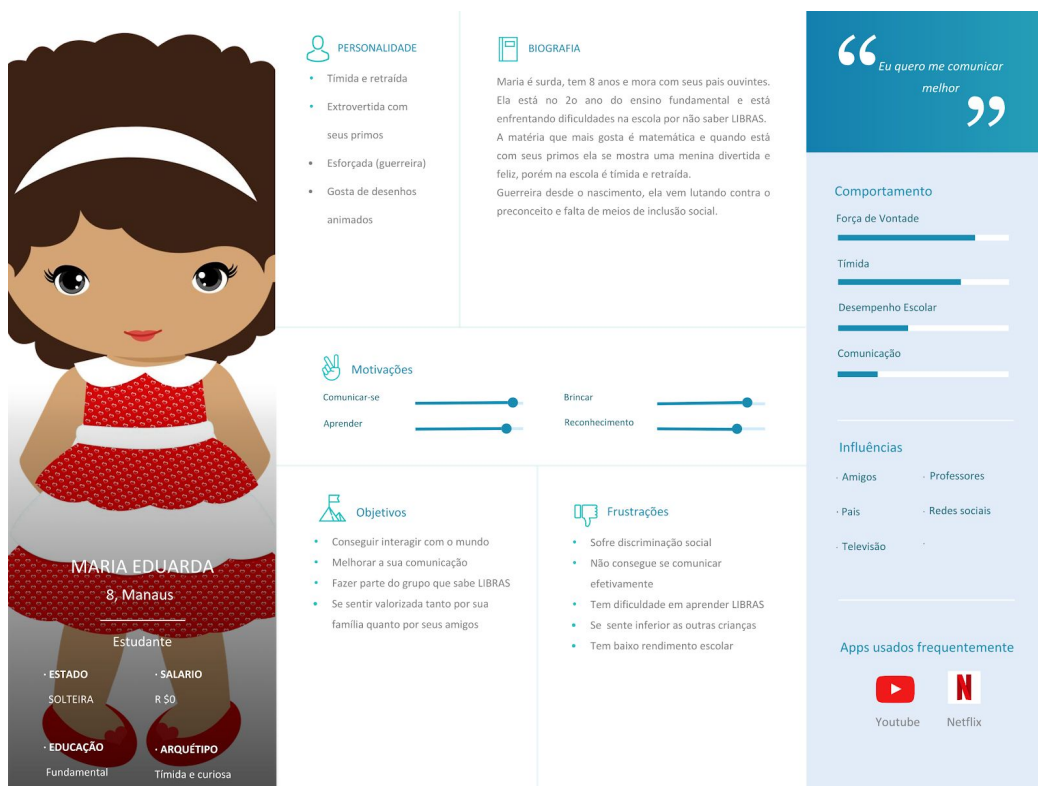 PERSONALIDADE
• Tímida e retraída
• Extrovertida com
seus primos
• Esforçada (guerreira)
• Gosta de desenhos
animados
BIOGRAFIA
Maria é surda, tem 8 anos e mora com seus pais ouvintes.
Ela está no 2o ano do ensino fundamental e está
enfrentando dificuldades na escola por não saber LIBRAS.
A matéria que mais gosta é matemática e quando está
com seus primos ela se mostra uma menina divertida e
feliz, porém na escola é tímida e retraída.
Guerreira desde o nascimento, ela vem lutando contra o
preconceito e falta de meios de inclusão social.
“Eu quero me comunicar
melhor”
Comportamento
Força de Vontade
Tímida
Desempenho Escolar
Comunicação
Motivações
Comunicar-se
Brincar
Aprender
Reconhecimento
Influências
· Amigos
· Professores
· Pais
· Redes sociais
· Televisão
·
Objetivos
• Conseguir interagir com o mundo
• Melhorar a sua comunicação
• Fazer parte do grupo que sabe LIBRAS
• Se sentir valorizada tanto por sua
família quanto por seus amigos
Frustrações
• Sofre discriminação social
• Não consegue se comunicar
efetivamente
• Tem dificuldade em aprender LIBRAS
• Se sente inferior as outras crianças
• Tem baixo rendimento escolar
MARIA EDUARDA
8, Manaus
Estudante
· ESTADO
SOLTEIRA
· SALARIO
R $0
· EDUCAÇÃO
Fundamental
· ARQUÉTIPO
Tímida e curiosa
Apps usados frequentemente
N
Youtube
Netflix